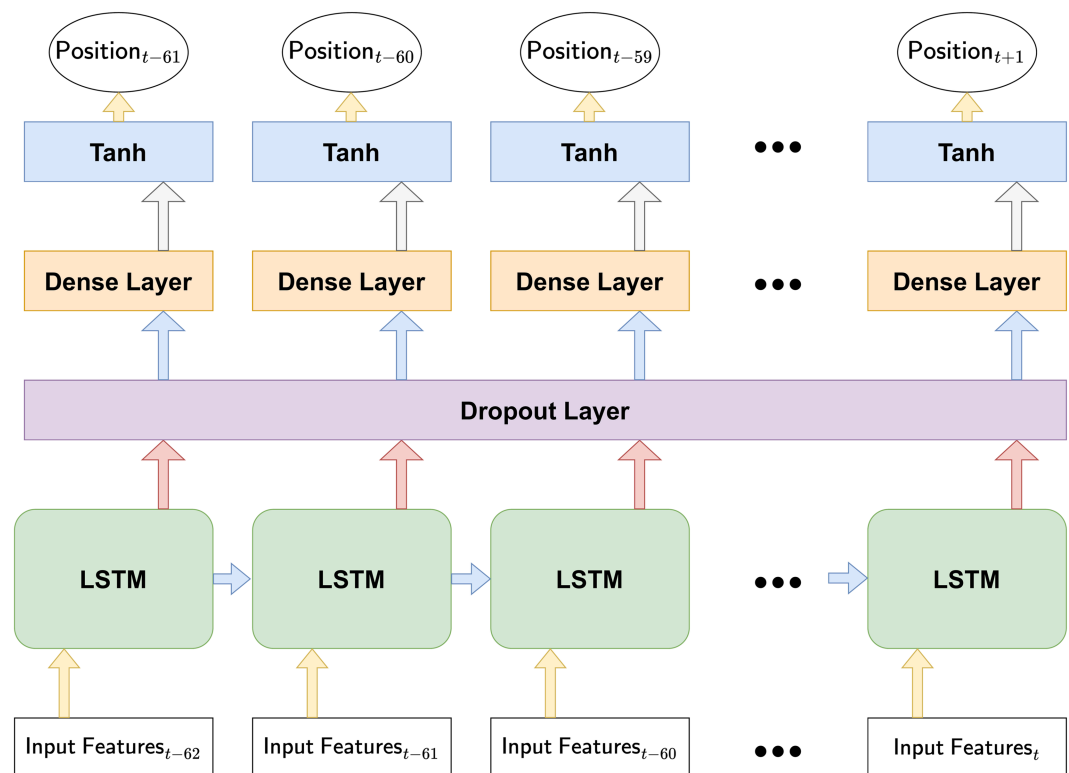 Position_{t−61} Position_{t−60} Position_{t−59} Position_{t+1}
Tanh Tanh Tanh ••• Tanh
Dense Layer Dense Layer Dense Layer ••• Dense Layer
Dropout Layer
LSTM LSTM LSTM ••• LSTM
Input Features_{t−62} Input Features_{t−61} Input Features_{t−60} ••• Input Features_{t}